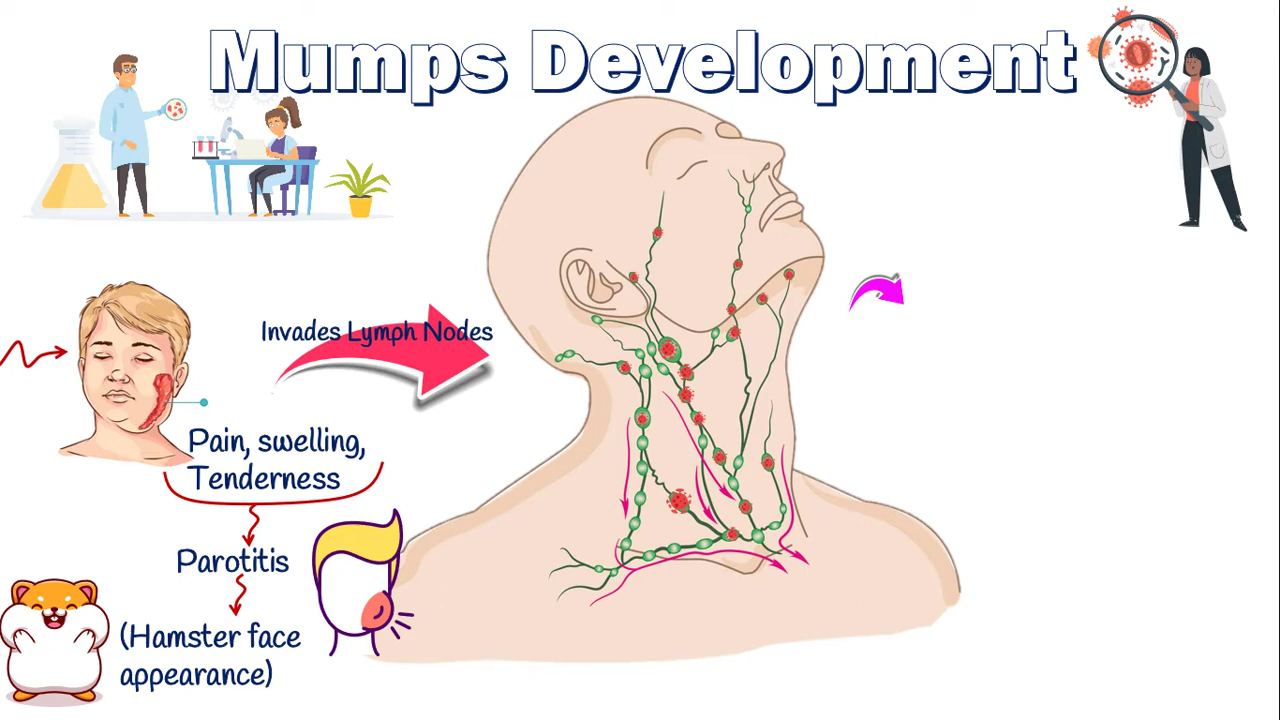 Mumps Development
Invades Lymph Nodes
Pain, swelling,
Tenderness
Parotitis
(Hamster face
appearance)